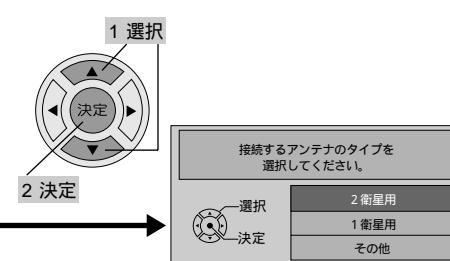 1 選択
決定
2 決定
接続するアンテナのタイプを
選択してください。
選択
決定
2 衛星用
1 衛星用
その他